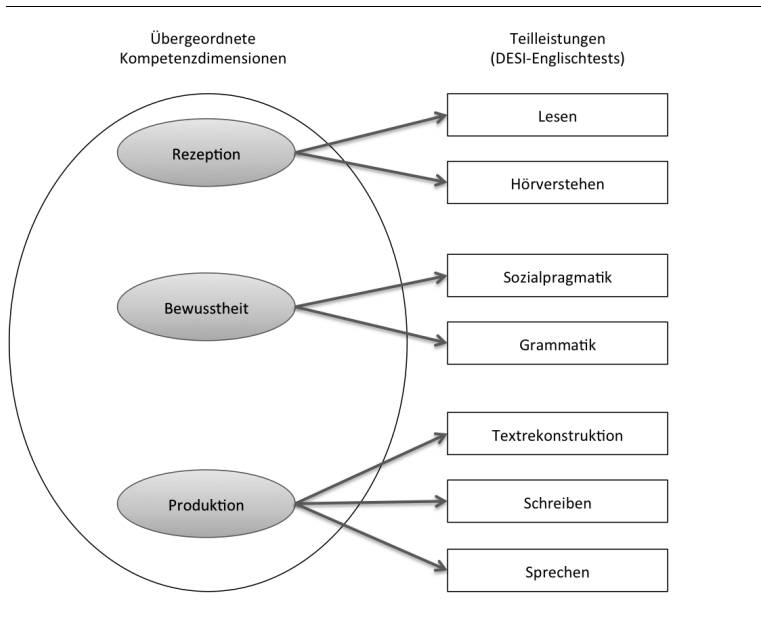 Übergeordnete
Kompetenzdimensionen
Teilleistungen
(DESI-Englischtests)
Rezeption
Lesen
Hörverstehen
Bewusstheit
Sozialpragmatik
Grammatik
Produktion
Textrekonstruktion
Schreiben
Sprechen